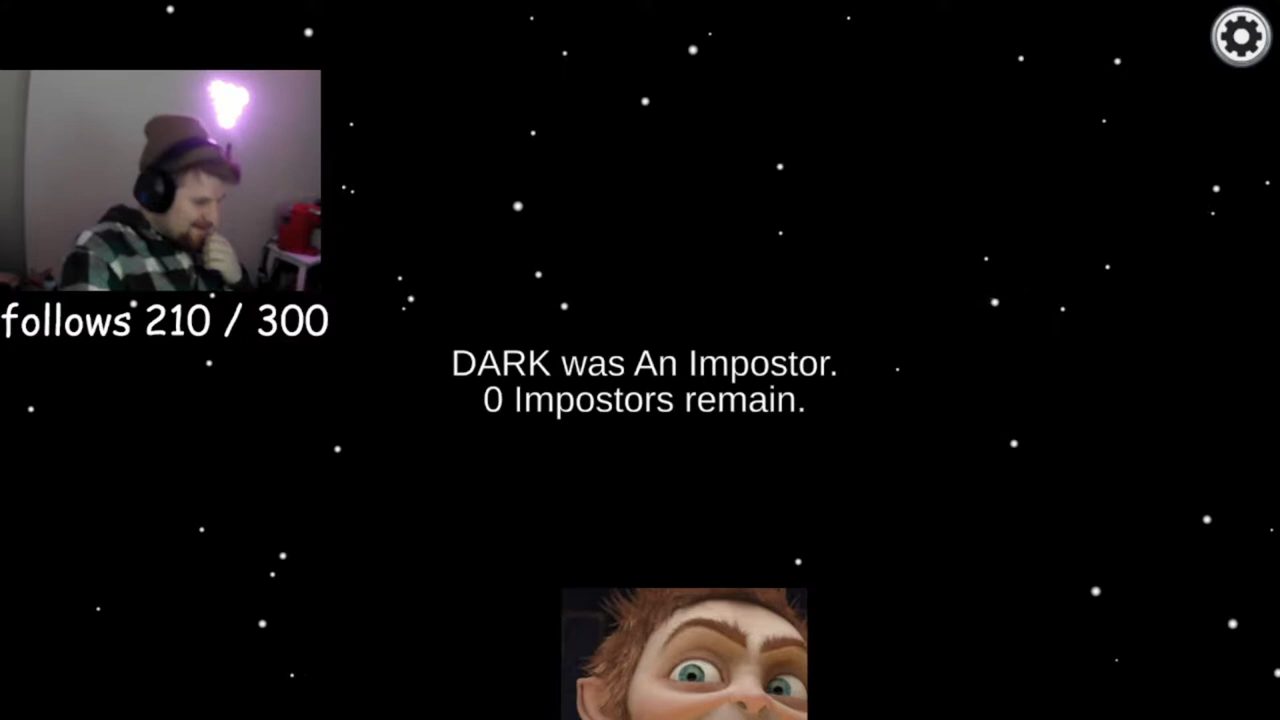 follows 210 / 300
DARK was An Impostor.
0 Impostors remain.